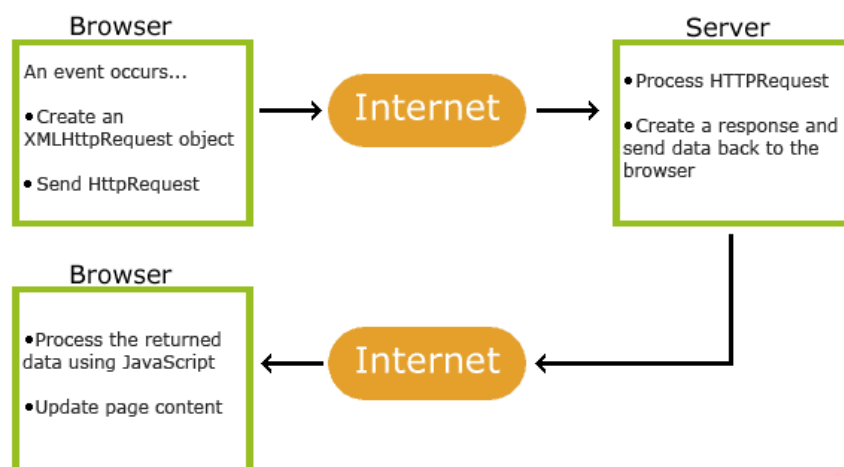 Browser
An event occurs...
•Create an
XMLHttpRequest object
• Send HttpRequest
Internet
Server
•Process HTTPRequest
•Create a response and
send data back to the
browser
Browser
•Process the returned
data using JavaScript
•Update page content
Internet